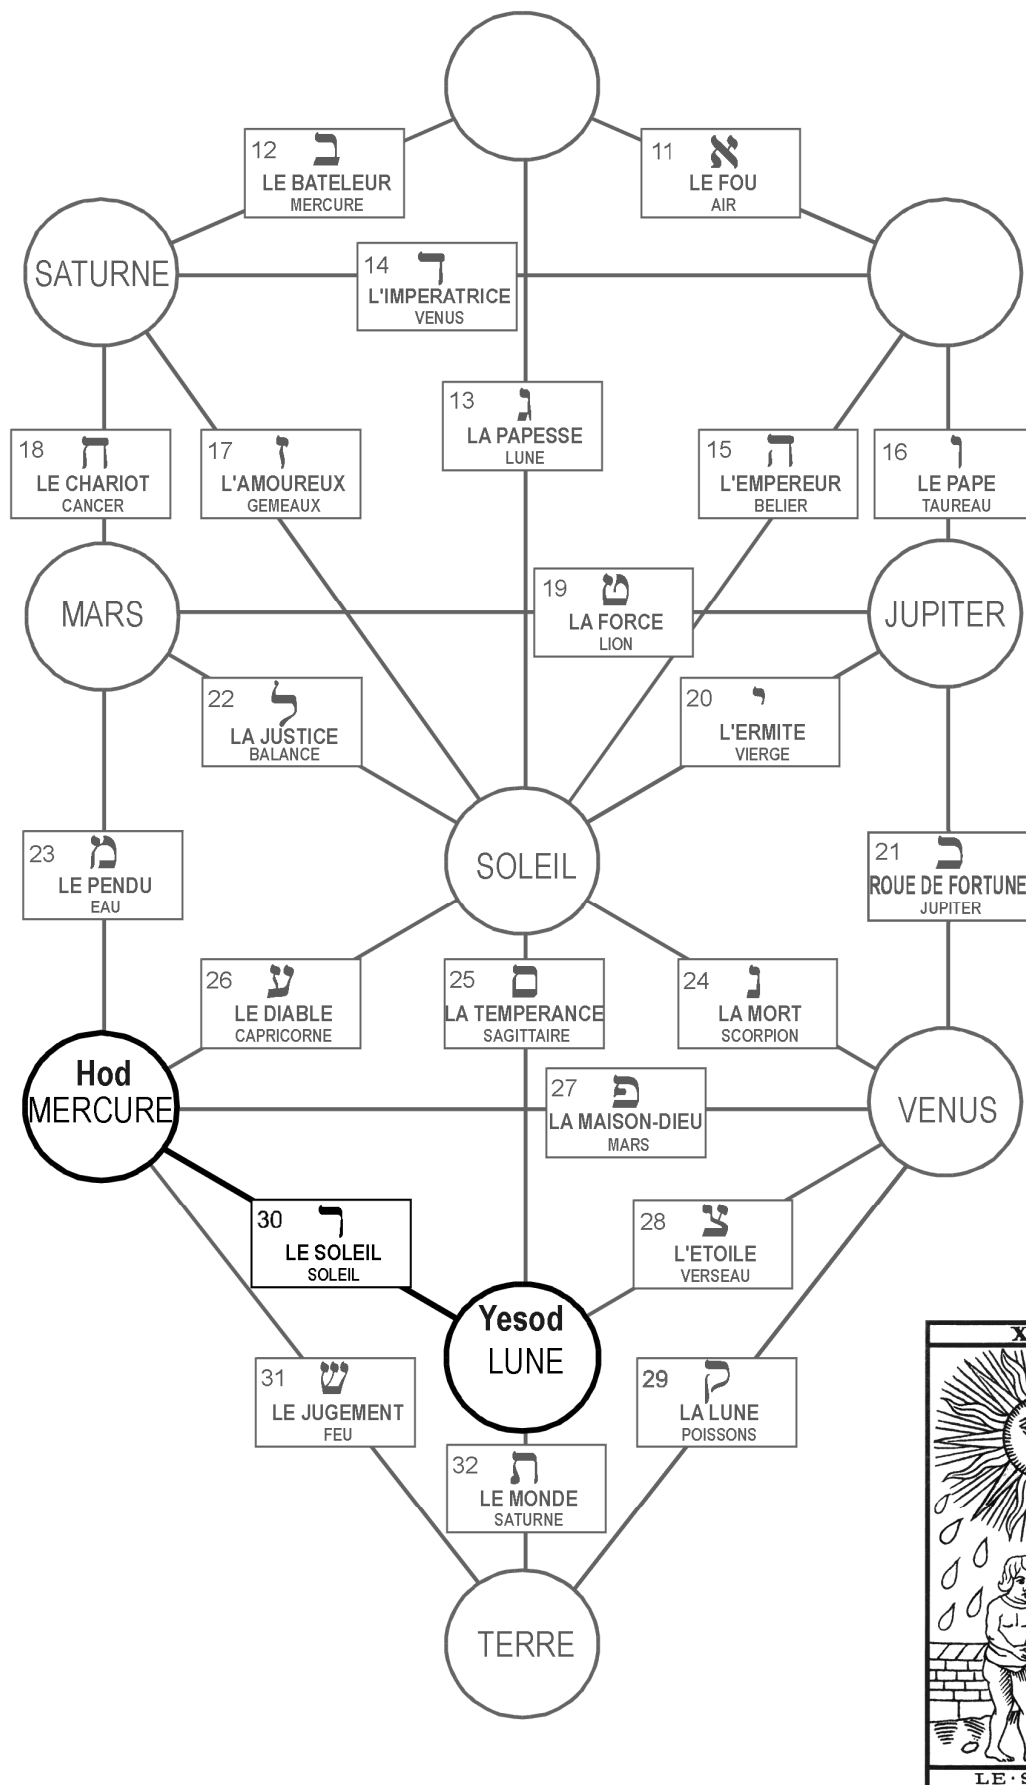 12 ב
LE BATELEUR
MERCURE
11 א
LE FOU
AIR
SATURNE
14 ד
L'IMPERATRICE
VENUS
13 ג
LA PAPESSE
LUNE
18 ח
LE CHARIOT
CANCER
17 ז
L'AMOUREUX
GEMEAUX
15 ה
L'EMPEREUR
BELIER
16 ו
LE PAPE
TAUREAU
MARS
19 ט
LA FORCE
LION
JUPITER
22 ל
LA JUSTICE
BALANCE
20 י
L'ERMITE
VIERGE
23 מ
LE PENDU
EAU
SOLEIL
21 כ
ROUE DE FORTUNE
JUPITER
26 ע
LE DIABLE
CAPRICORNE
25 ם
LA TEMPERANCE
SAGITTAIRE
24 נ
LA MORT
SCORPION
Hod
MERCURE
27 פ
LA MAISON-DIEU
MARS
VENUS
30 ר
LE SOLEIL
SOLEIL
28 צ
L'ETOILE
VERSEAU
Yesod
LUNE
31 ש
LE JUGEMENT
FEU
29 ק
LA LUNE
POISSONS
32 ת
LE MONDE
SATURNE
TERRE
X
LE·S